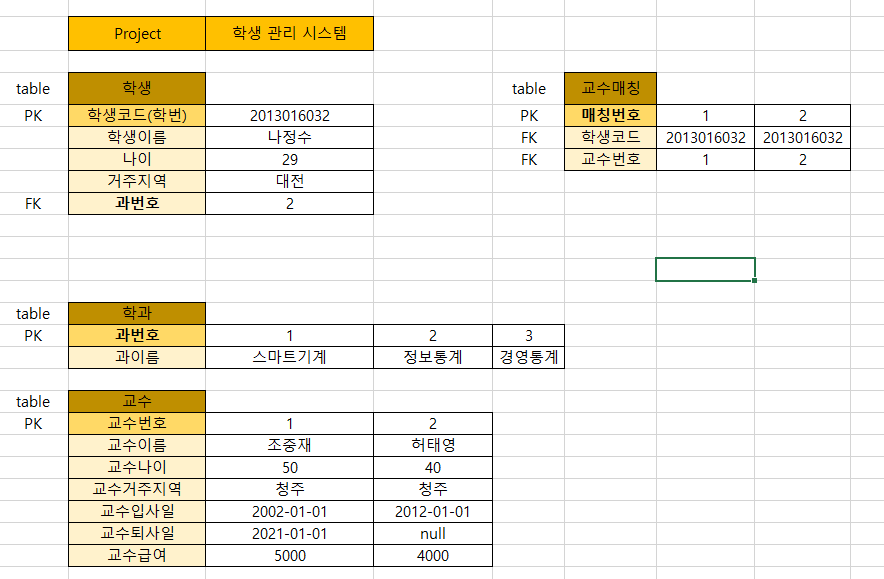 Project 학생 관리 시스템
table 학생
PK 학생코드(학번) 2013016032
학생이름 나정수
나이 29
거주지역 대전
FK 과번호 2
table 교수매칭
PK 매칭번호 1 2
FK 학생코드 2013016032 2013016032
FK 교수번호 1 2
table 학과
PK 과번호 1 2 3
과이름 스마트기계 정보통계 경영통계
table 교수
PK 교수번호 1 2
교수이름 조중재 허태영
교수나이 50 40
교수거주지역 청주 청주
교수입사일 2002-01-01 2012-01-01
교수퇴사일 2021-01-01 null
교수급여 5000 4000